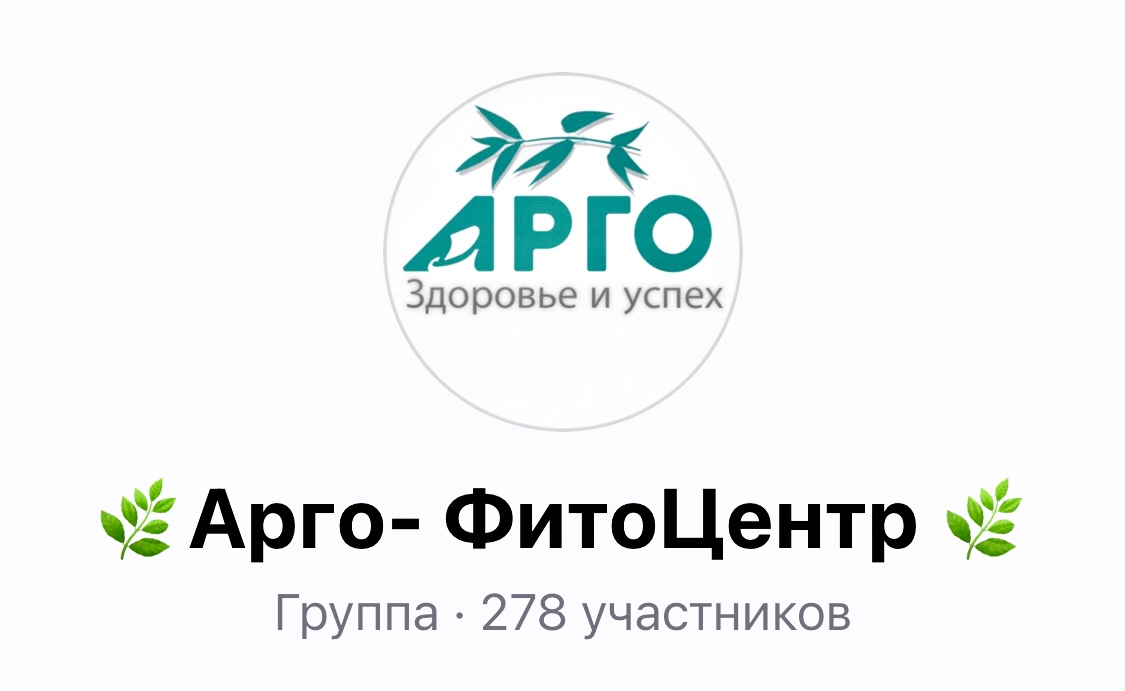 АРГО
Здоровье и успех
🌿 Арго- ФитоЦентр 🌿
Группа · 278 участников